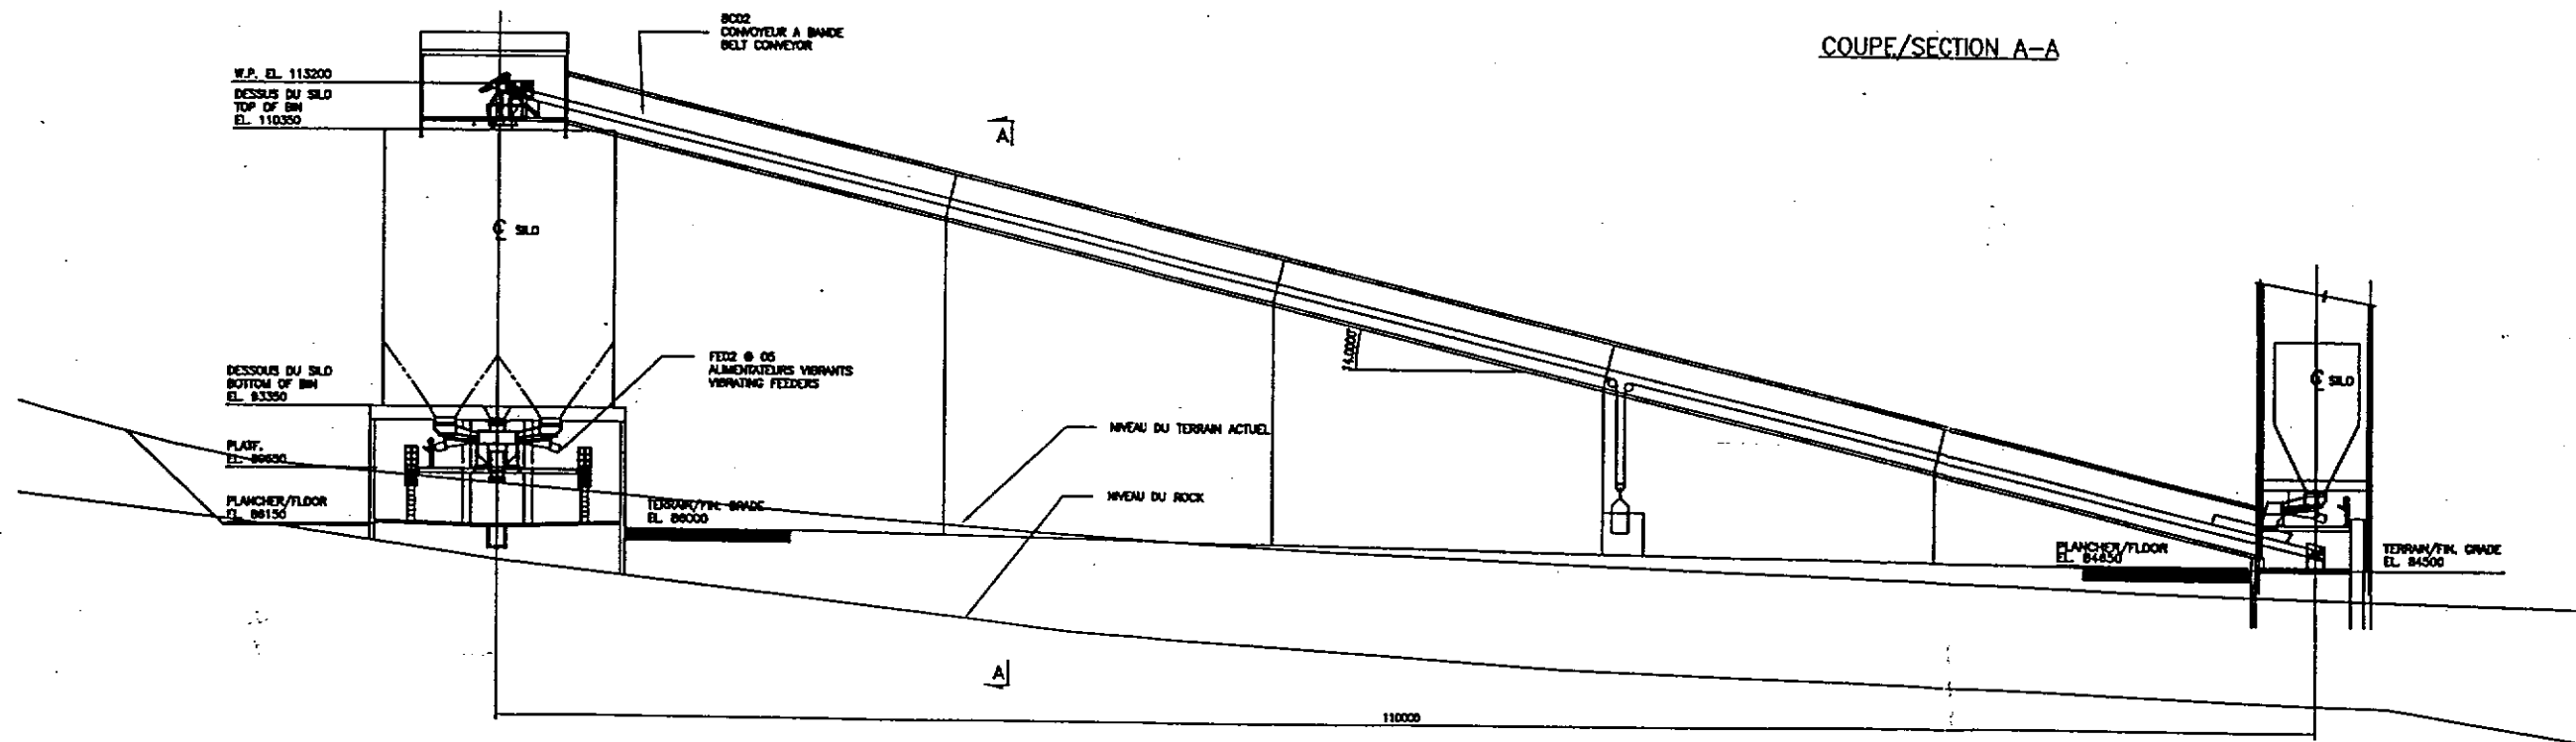 BC02
CONVOYEUR A BANDE
BELT CONVEYOR
COUPE/SECTION A-A
W.P. EL. 113200
DESSUS DU SILO
TOP OF BIN
EL. 110350
A
℄ SILO
FE02 @ 05
ALIMENTATEURS VIBRANTS
VIBRATING FEEDERS
DESSOUS DU SILO
BOTTOM OF BIN
EL. 93350
℄ SILO
NIVEAU DU TERRAIN ACTUEL
PLATF.
EL.
NIVEAU DU ROCK
PLANCHER/FLOOR
EL. 86150
TERRAIN/FIN. GRADE
EL. 86000
PLANCHER/FLOOR
EL. 84650
TERRAIN/FIN. GRADE
EL. 84500
A
110000